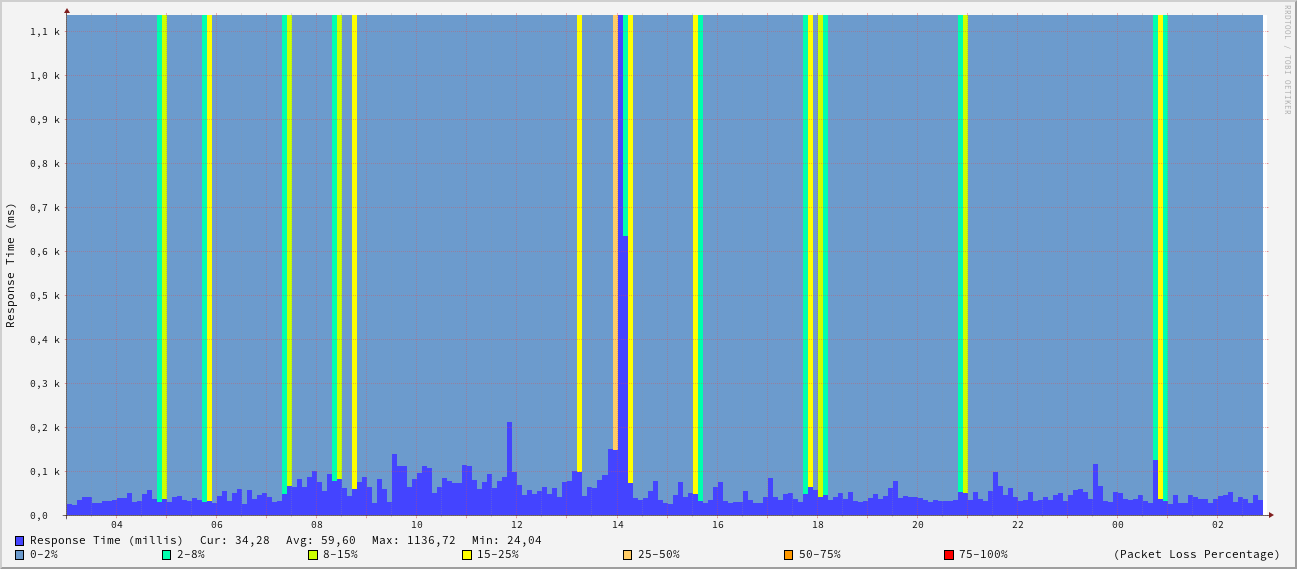 RRDTOOL / TOBI OETIKER
Response Time (ms)
1,1 k
1,0 k
0,9 k
0,8 k
0,7 k
0,6 k
0,5 k
0,4 k
0,3 k
0,2 k
0,1 k
0,0
04 06 08 10 12 14 16 18 20 22 00 02
Response Time (millis) Cur: 34,28 Avg: 59,60 Max: 1136,72 Min: 24,04
0-2% 2-8% 8-15% 15-25% 25-50% 50-75% 75-100% (Packet Loss Percentage)